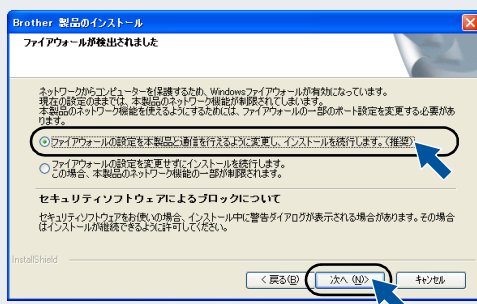 Brother 製品のインストール
ファイアウォールが検出されました
ネットワークからコンピューターを保護するため、Windowsファイアウォールが有効になっています。
現在の設定のままでは、本製品のネットワーク機能が制限されてしまいます。
本製品のネットワーク機能を使えるようにするためには、ファイアウォールの一部のポート設定を変更する必要があ
ります。
ファイアウォールの設定を本製品と通信を行えるように変更し、インストールを続行します。(推奨)
ファイアウォールの設定を変更せずにインストールを続行します。
この場合、本製品のネットワーク機能の一部が制限されます。
セキュリティソフトウェアによるブロックについて
セキュリティソフトウェアをお使いの場合、インストール中に警告ダイアログが表示される場合があります。その場合
はインストールが継続できるように許可してください。
InstallShield
< 戻る(B)
次へ (N)>
キャンセル